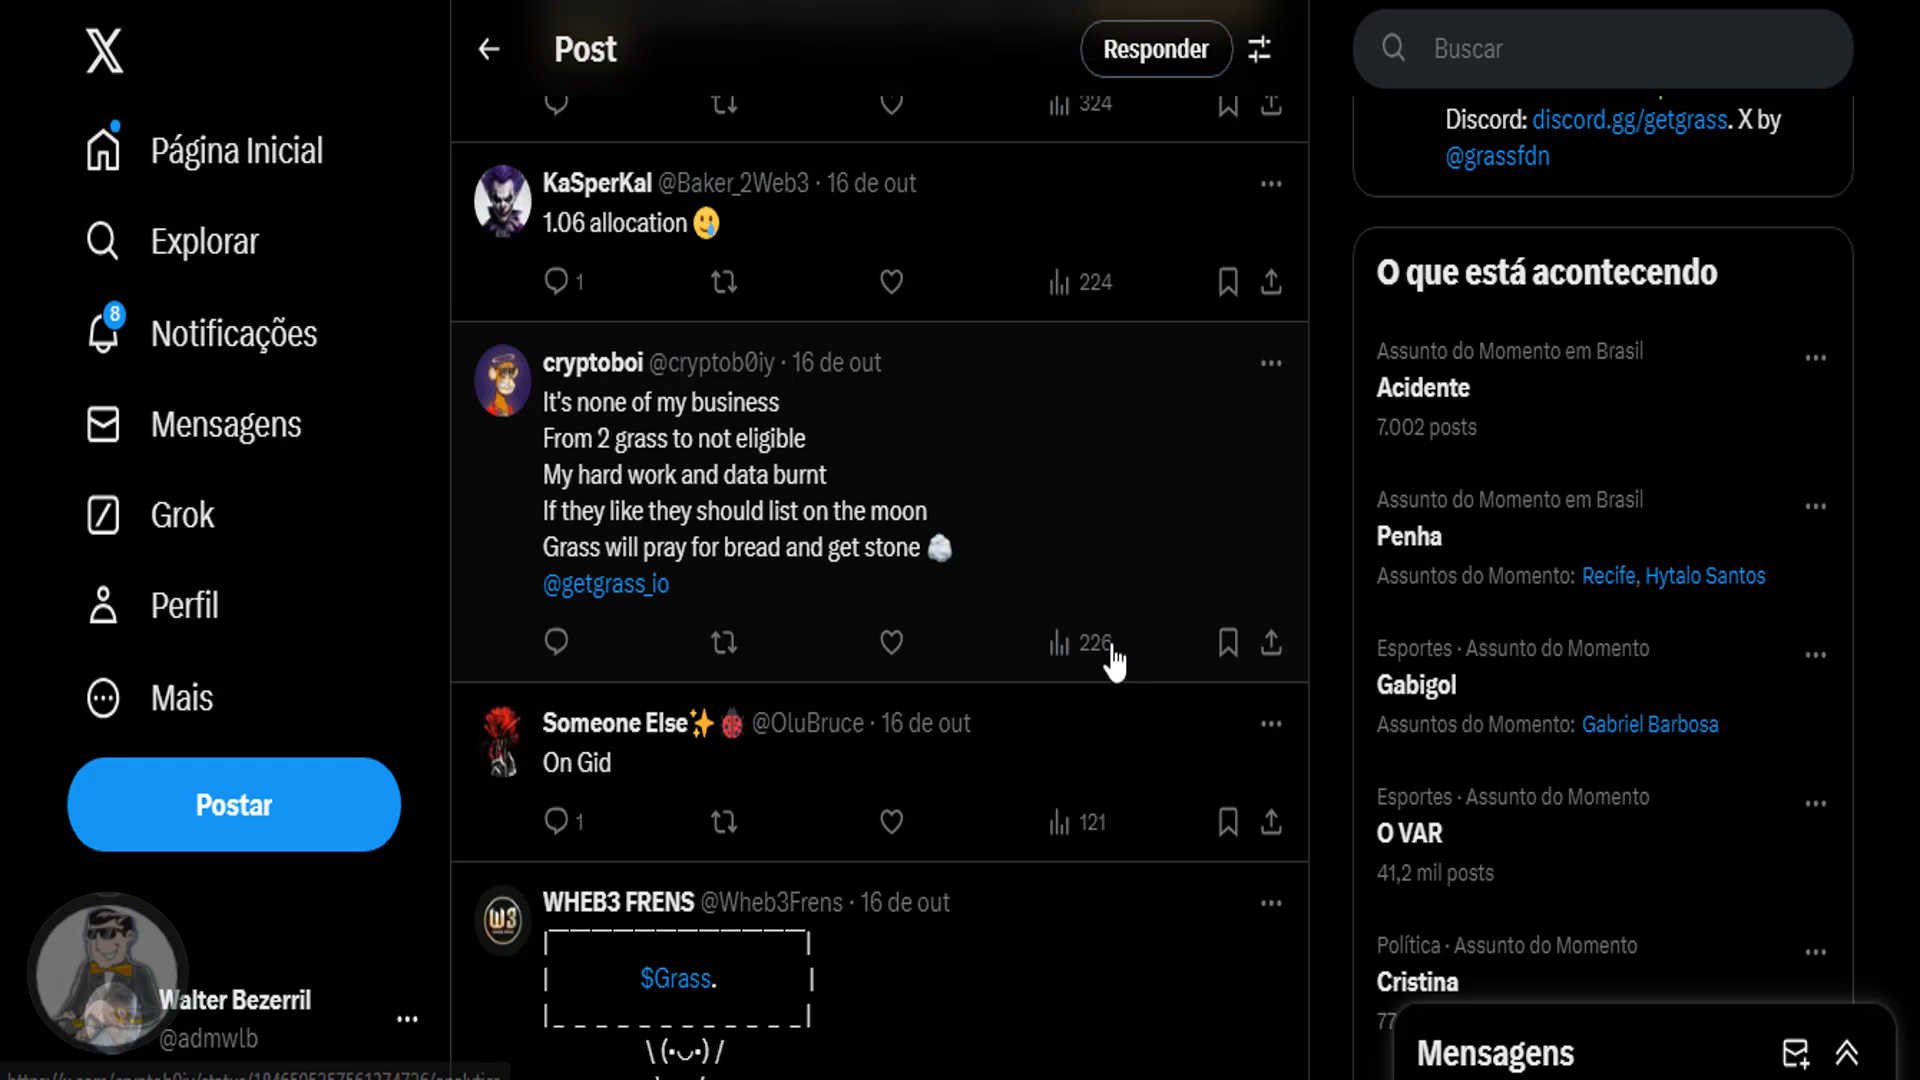 Post
Responder
Buscar
Página Inicial
Explorar
8
Notificações
Mensagens
Grok
Perfil
Mais
Postar
Walter Bezerril
@admwlb
324
KaSperKal @Baker_2Web3 · 16 de out
1.06 allocation 🥲
1
224
cryptoboi @cryptob0iy · 16 de out
It's none of my business
From 2 grass to not eligible
My hard work and data burnt
If they like they should list on the moon
Grass will pray for bread and get stone 🪨
@getgrass_io
226
Someone Else✨🐞 @OluBruce · 16 de out
On Gid
1
121
WHEB3 FRENS @Wheb3Frens · 16 de out
$Grass.
\ (•◡•) /
Discord: discord.gg/getgrass. X by
@grassfdn
O que está acontecendo
Assunto do Momento em Brasil
Acidente
7.002 posts
Assunto do Momento em Brasil
Penha
Assuntos do Momento: Recife, Hytalo Santos
Esportes · Assunto do Momento
Gabigol
Assuntos do Momento: Gabriel Barbosa
Esportes · Assunto do Momento
O VAR
41,2 mil posts
Política · Assunto do Momento
Cristina
Mensagens